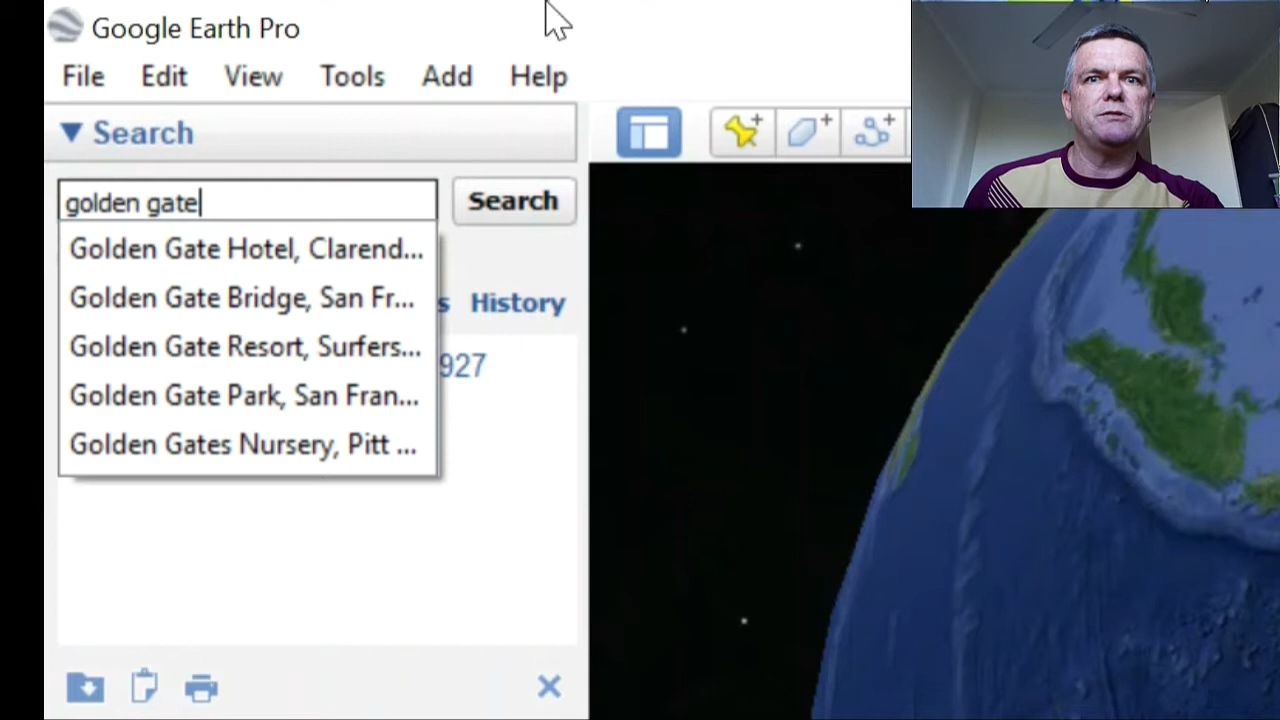 Google Earth Pro
File Edit View Tools Add Help
Search
golden gate Search
Golden Gate Hotel, Clarend...
Golden Gate Bridge, San Fr...
s History
Golden Gate Resort, Surfers...
927
Golden Gate Park, San Fran...
Golden Gates Nursery, Pitt ...